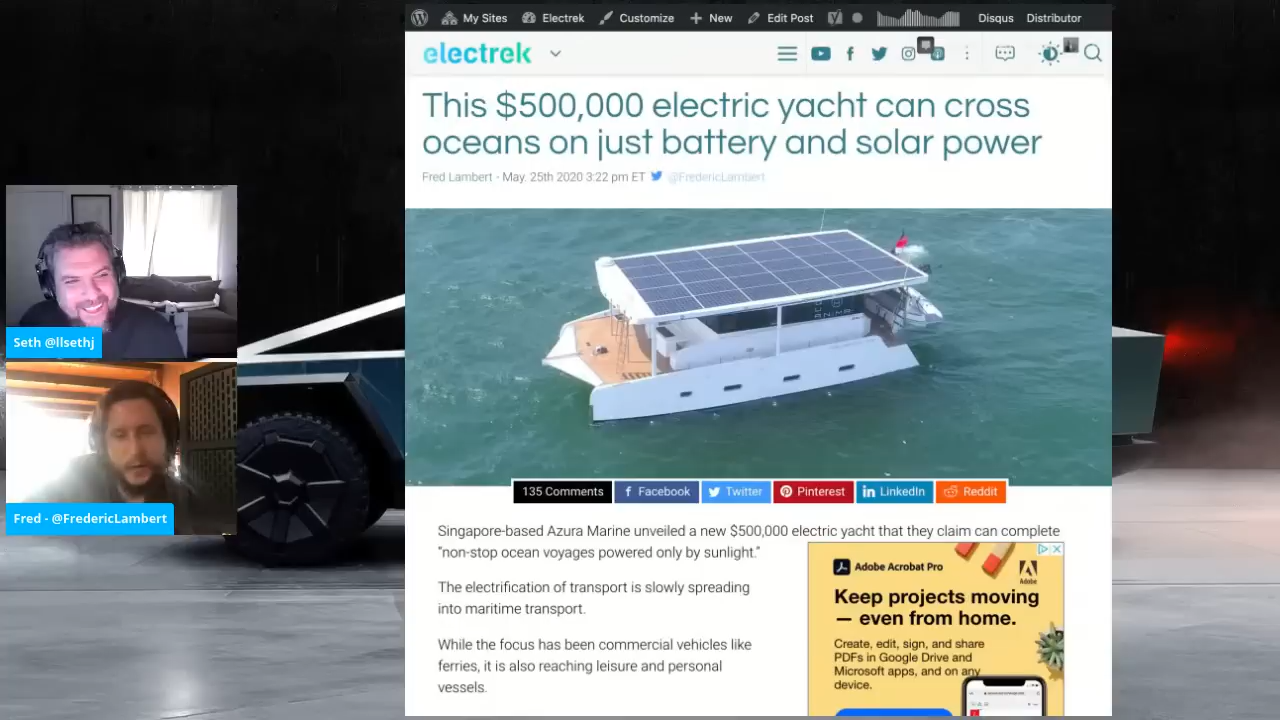 My Sites
Electrek
Customize
New
Edit Post
Disqus
Distributor
electrek
This $500,000 electric yacht can cross
oceans on just battery and solar power
Fred Lambert - May. 25th 2020 3:22 pm ET
@FredericLambert
Seth @llsethj
Fred - @FredericLambert
135 Comments
Facebook
Twitter
Pinterest
LinkedIn
Reddit
Singapore-based Azura Marine unveiled a new $500,000 electric yacht that they claim can complete
“non-stop ocean voyages powered only by sunlight.”
The electrification of transport is slowly spreading
into maritime transport.
While the focus has been commercial vehicles like
ferries, it is also reaching leisure and personal
vessels.
Adobe Acrobat Pro
Adobe
Keep projects moving
— even from home.
Create, edit, sign, and share
PDFs in Google Drive and
Microsoft apps, and on any
device.